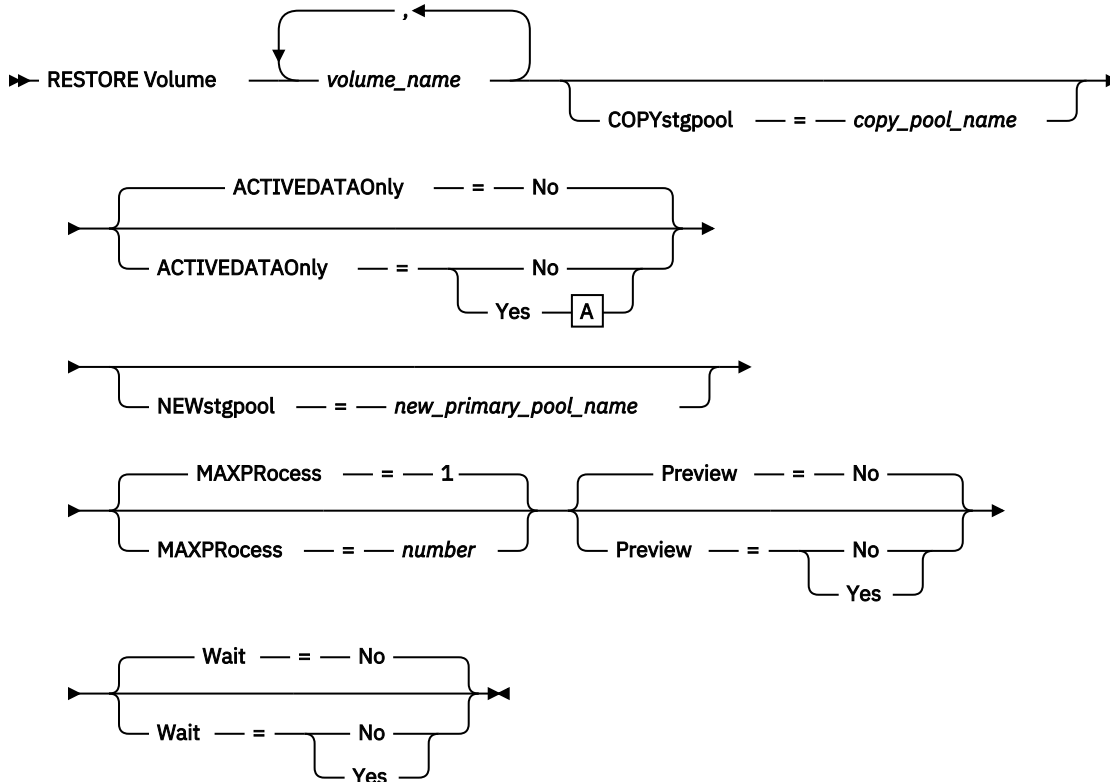 ,
RESTORE Volume volume_name
COPYstgpool = copy_pool_name
ACTIVEDATAOnly = No
ACTIVEDATAOnly = No
Yes A
NEWstgpool = new_primary_pool_name
MAXPRocess = 1 Preview = No
MAXPRocess = number Preview = No
Yes
Wait = No
Wait = No
Yes